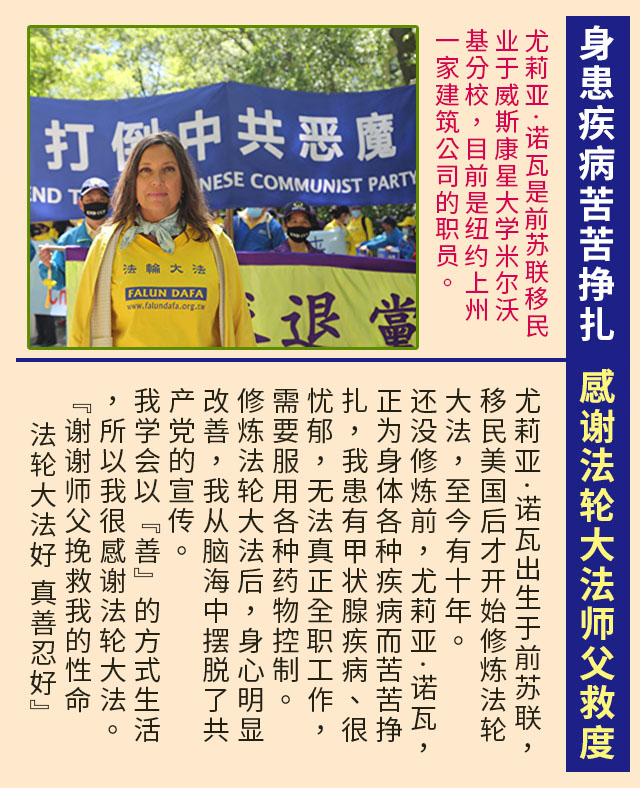 身患疾病苦苦挣扎 感谢法轮大法师父救度
尤莉亚·诺瓦是前苏联移民
业于威斯康星大学米尔沃
基分校，目前是纽约上州
一家建筑公司的职员。
打倒中共恶魔
END T
INESE COMMUNIST PARTY
法輪大法
FALUN DAFA
www.falundafa.org.cw
退黨
尤莉亚·诺瓦出生于前苏联，
移民美国后才开始修炼法轮
大法，至今有十年。
还没修炼前，尤莉亚·诺瓦，
正为身体各种疾病而苦苦挣
扎，我患有甲状腺疾病、很
忧郁，无法真正全职工作，
需要服用各种药物控制。
修炼法轮大法后，身心明显
改善，我从脑海中摆脱了共
产党的宣传。
我学会以『善』的方式生活
，所以我很感谢法轮大法。
『谢谢师父挽救我的性命
法轮大法好 真善忍好』